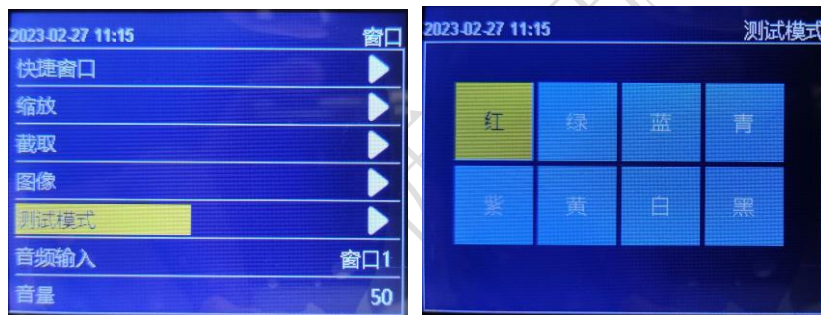 2023-02-27 11:15 窗口
快捷窗口
缩放
截取
图像
测试模式
音频输入 窗口1
音量 50
2023-02-27 11:15 测试模式
红 绿 蓝 青
紫 黄 白 黑